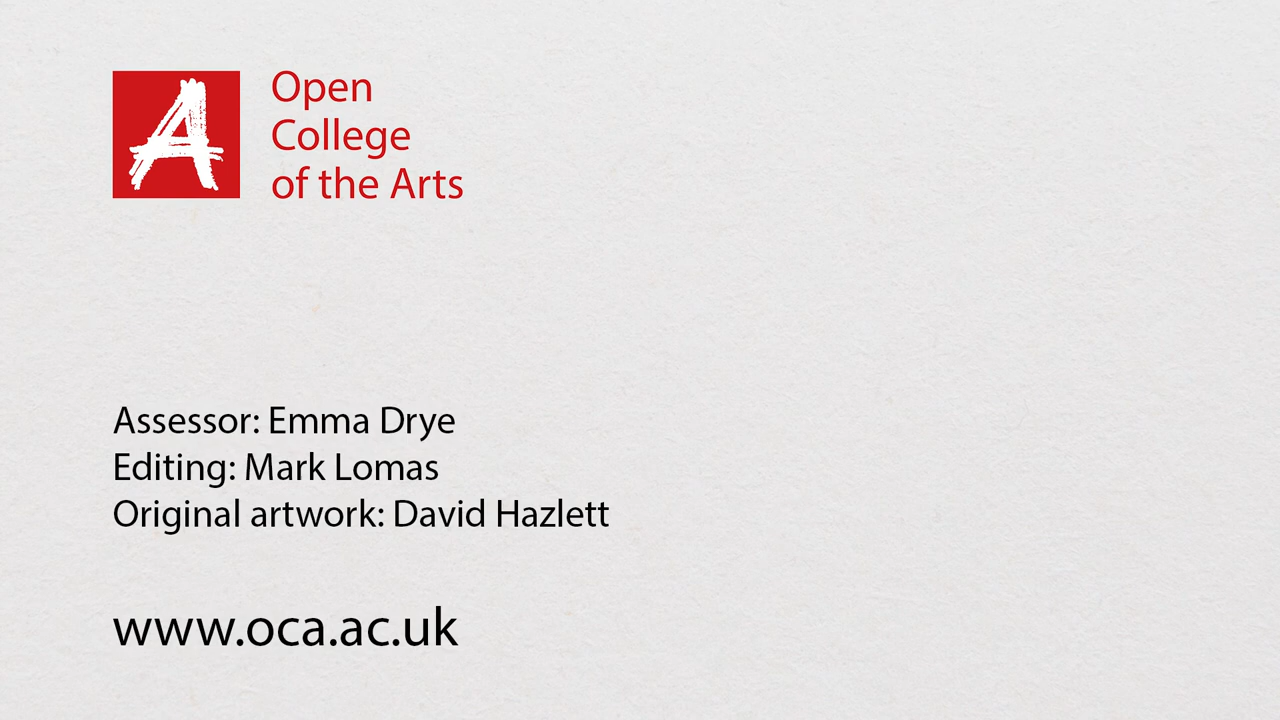 A
Open
College
of the Arts
Assessor: Emma Drye
Editing: Mark Lomas
Original artwork: David Hazlett
www.oca.ac.uk